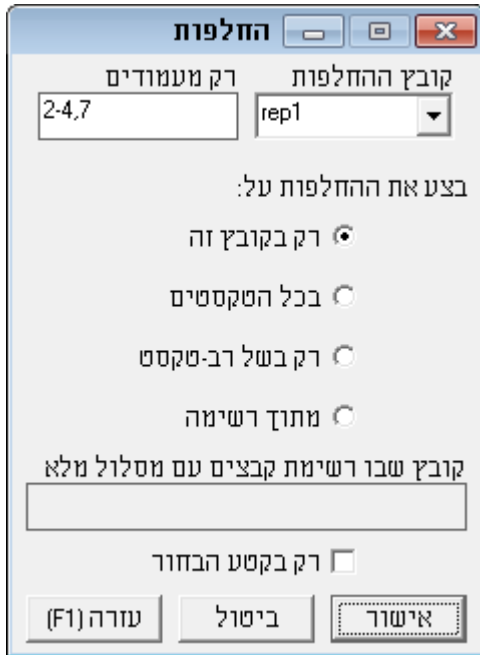 החלפות
קובץ ההחלפות רק מעמודים
rep1 2-4,7
בצע את ההחלפות על:
רק בקובץ זה
בכל הטקסטים
רק בשל רב-טקסט
מתוך רשימה
קובץ שבו רשימת קבצים עם מסלול מלא
רק בקטע הבחור
אישור ביטול עזרה (F1)